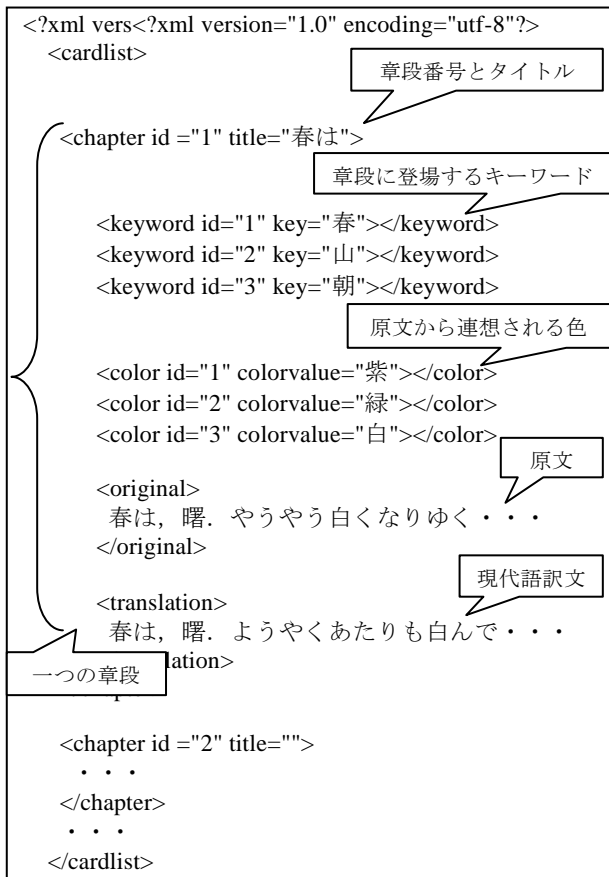 <?xml vers<?xml version="1.0" encoding="utf-8"?>
<cardlist>
章段番号とタイトル
<chapter id ="1" title="春は">
章段に登場するキーワード
<keyword id="1" key="春"></keyword>
<keyword id="2" key="山"></keyword>
<keyword id="3" key="朝"></keyword>
原文から連想される色
<color id="1" colorvalue="紫"></color>
<color id="2" colorvalue="緑"></color>
<color id="3" colorvalue="白"></color>
原文
<original>
春は，曙．やうやう白くなりゆく・・・
</original>
現代語訳文
<translation>
春は，曙．ようやくあたりも白んで・・・
一つの章段
lation>
<chapter id ="2" title="">
・・・
</chapter>
・・・
</cardlist>